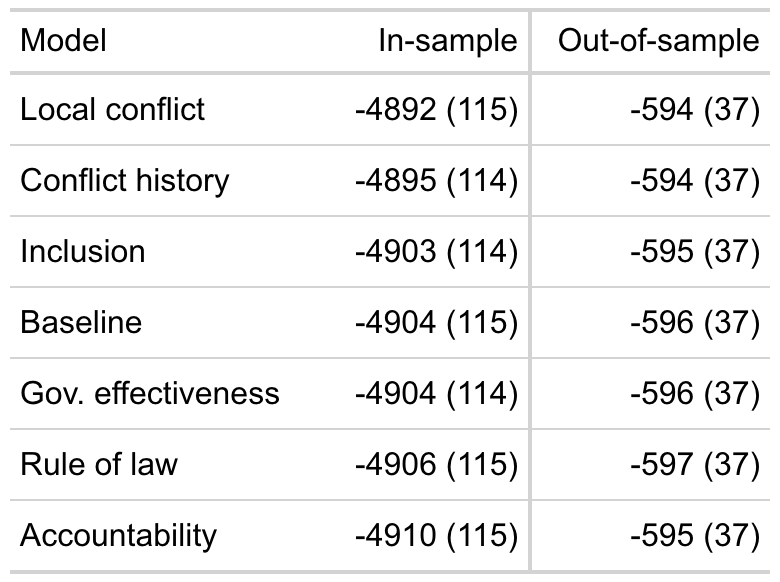 Model In-sample Out-of-sample
Local conflict -4892 (115) -594 (37)
Conflict history -4895 (114) -594 (37)
Inclusion -4903 (114) -595 (37)
Baseline -4904 (115) -596 (37)
Gov. effectiveness -4904 (114) -596 (37)
Rule of law -4906 (115) -597 (37)
Accountability -4910 (115) -595 (37)